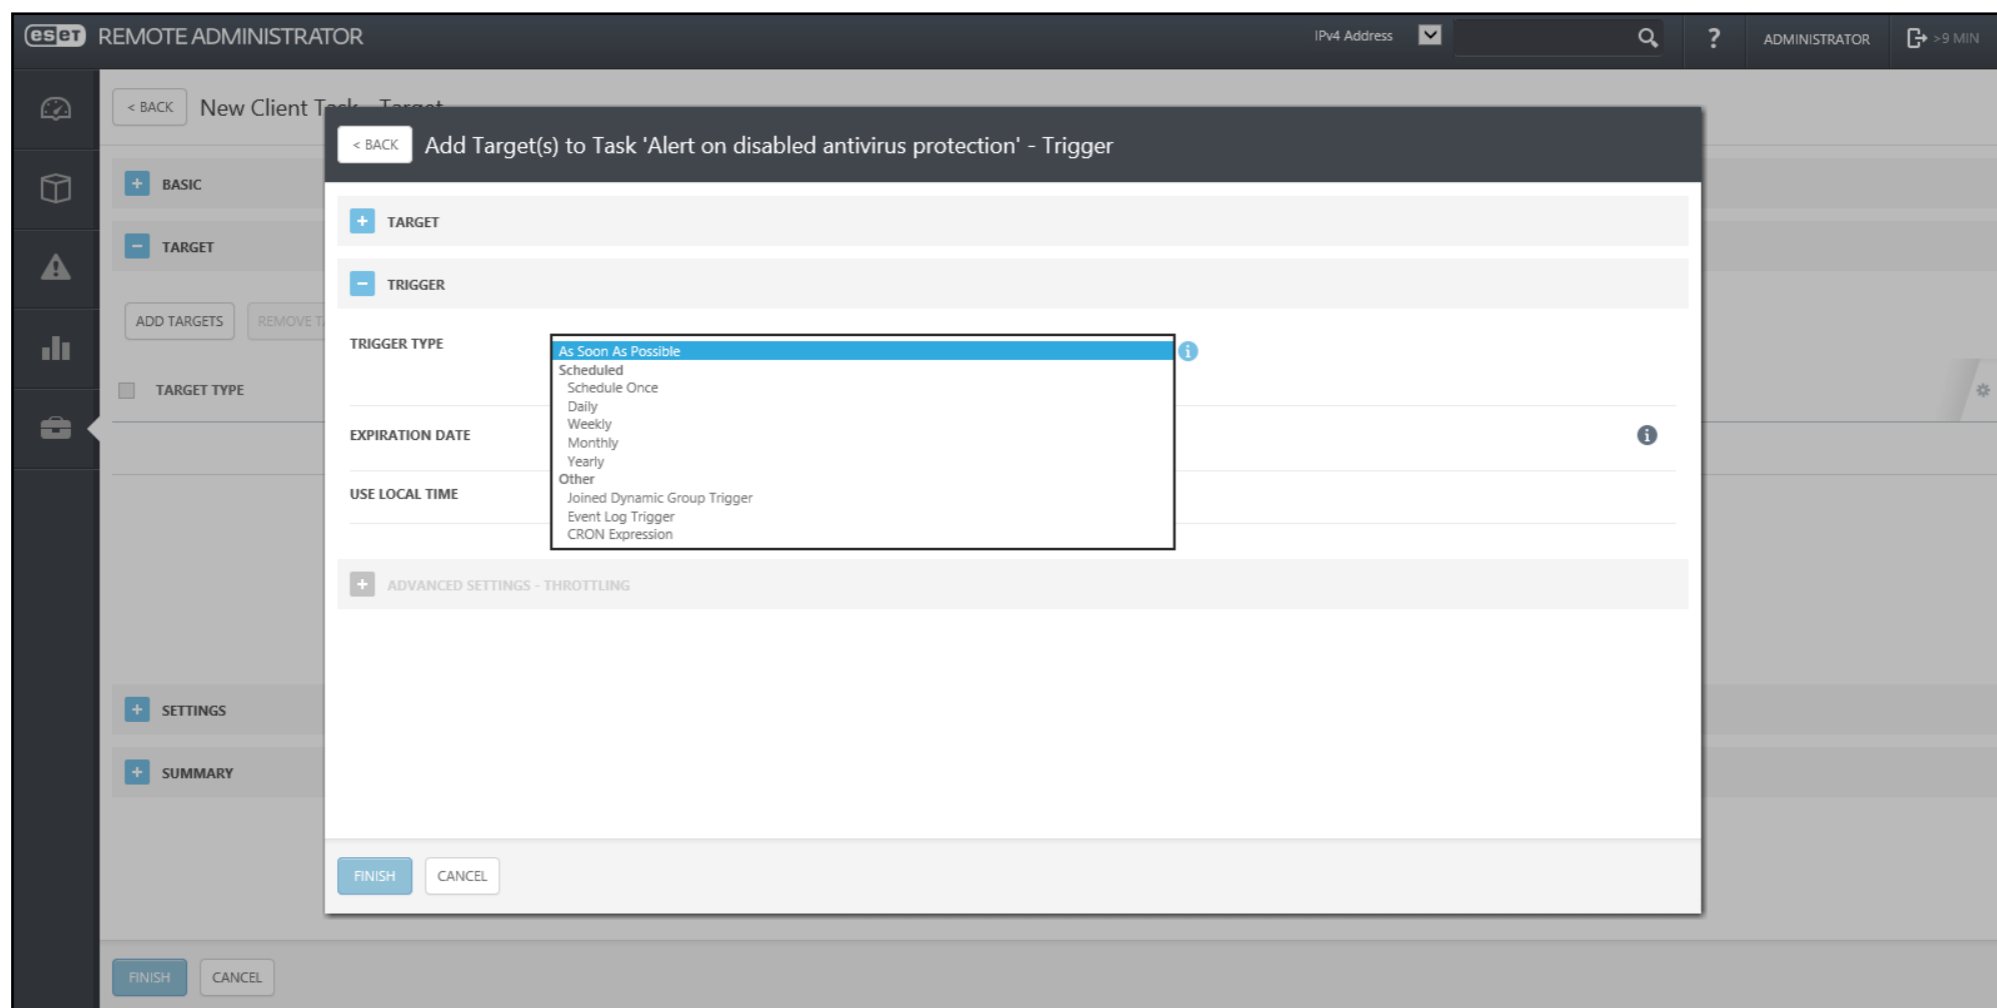 eset REMOTE ADMINISTRATOR
IPv4 Address
?
ADMINISTRATOR
>9 MIN
< BACK New Client Task - Target
< BACK Add Target(s) to Task 'Alert on disabled antivirus protection' - Trigger
BASIC
TARGET
ADD TARGETS
REMOVE
TARGET TYPE
SETTINGS
SUMMARY
TARGET
TRIGGER
TRIGGER TYPE
As Soon As Possible
Scheduled
Schedule Once
Daily
Weekly
Monthly
Yearly
Other
Joined Dynamic Group Trigger
Event Log Trigger
CRON Expression
EXPIRATION DATE
USE LOCAL TIME
ADVANCED SETTINGS - THROTTLING
FINISH CANCEL
FINISH CANCEL